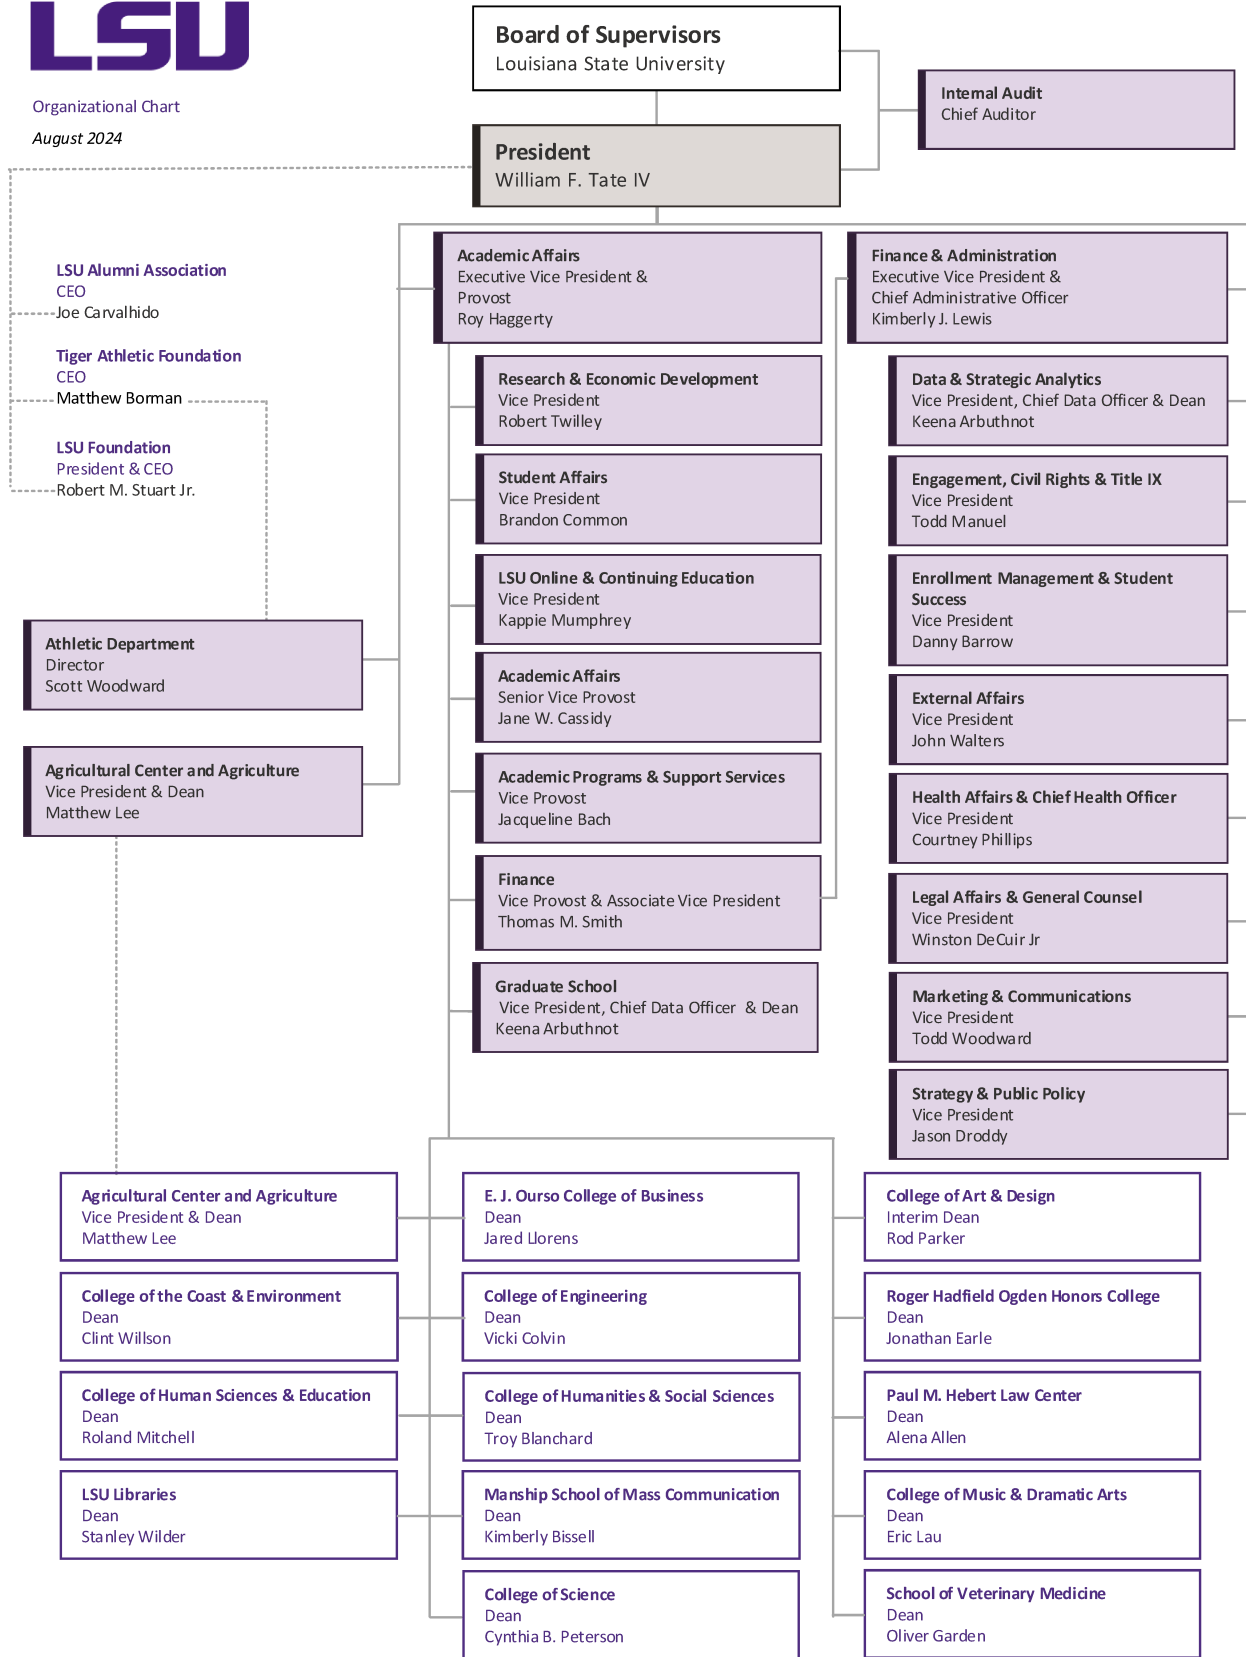 LSU
Organizational Chart
August 2024
Board of Supervisors
Louisiana State University
Internal Audit
Chief Auditor
President
William F. Tate IV
LSU Alumni Association
CEO
Joe Carvalhido
Tiger Athletic Foundation
CEO
Matthew Borman
LSU Foundation
President & CEO
Robert M. Stuart Jr.
Athletic Department
Director
Scott Woodward
Agricultural Center and Agriculture
Vice President & Dean
Matthew Lee
Academic Affairs
Executive Vice President &
Provost
Roy Haggerty
Research & Economic Development
Vice President
Robert Twilley
Student Affairs
Vice President
Brandon Common
LSU Online & Continuing Education
Vice President
Kappie Mumphrey
Academic Affairs
Senior Vice Provost
Jane W. Cassidy
Academic Programs & Support Services
Vice Provost
Jacqueline Bach
Finance
Vice Provost & Associate Vice President
Thomas M. Smith
Graduate School
Vice President, Chief Data Officer & Dean
Keena Arbuthnot
Finance & Administration
Executive Vice President &
Chief Administrative Officer
Kimberly J. Lewis
Data & Strategic Analytics
Vice President, Chief Data Officer & Dean
Keena Arbuthnot
Engagement, Civil Rights & Title IX
Vice President
Todd Manuel
Enrollment Management & Student
Success
Vice President
Danny Barrow
External Affairs
Vice President
John Walters
Health Affairs & Chief Health Officer
Vice President
Courtney Phillips
Legal Affairs & General Counsel
Vice President
Winston DeCuir Jr
Marketing & Communications
Vice President
Todd Woodward
Strategy & Public Policy
Vice President
Jason Droddy
Agricultural Center and Agriculture
Vice President & Dean
Matthew Lee
E. J. Ourso College of Business
Dean
Jared Llorens
College of Art & Design
Interim Dean
Rod Parker
College of the Coast & Environment
Dean
Clint Willson
College of Engineering
Dean
Vicki Colvin
Roger Hadfield Ogden Honors College
Dean
Jonathan Earle
College of Human Sciences & Education
Dean
Roland Mitchell
College of Humanities & Social Sciences
Dean
Troy Blanchard
Paul M. Hebert Law Center
Dean
Alena Allen
LSU Libraries
Dean
Stanley Wilder
Manship School of Mass Communication
Dean
Kimberly Bissell
College of Music & Dramatic Arts
Dean
Eric Lau
College of Science
Dean
Cynthia B. Peterson
School of Veterinary Medicine
Dean
Oliver Garden